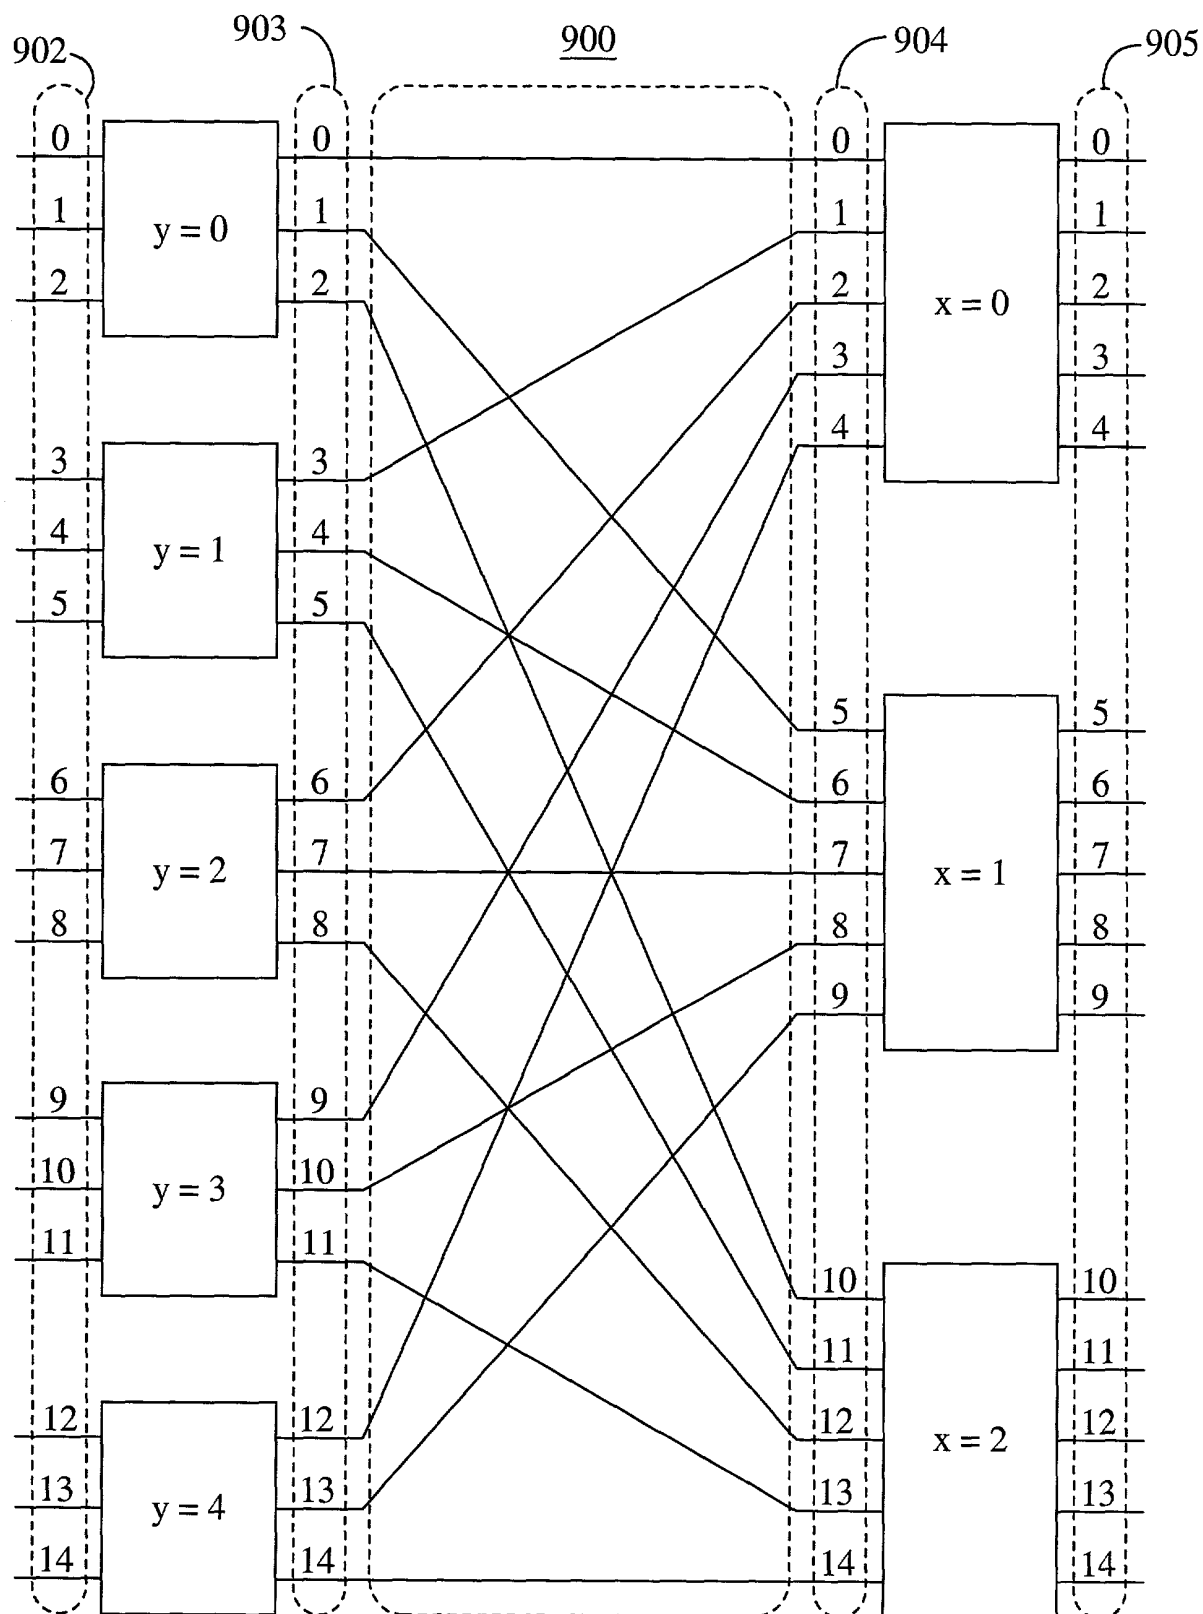 902 903 900 904 905
0 0 0 0
1 y = 0 1 1 1
2 2 2 x = 0 2
3 3
4 4
3 3
4 y = 1 4
5 5
5 5
6 6 6 6
7 y = 2 7 7 x = 1 7
8 8 8 8
9 9
9 9
10 y = 3 10
11 11
10 10
11 11
12 12 12 x = 2 12
13 y = 4 13 13 13
14 14 14 14